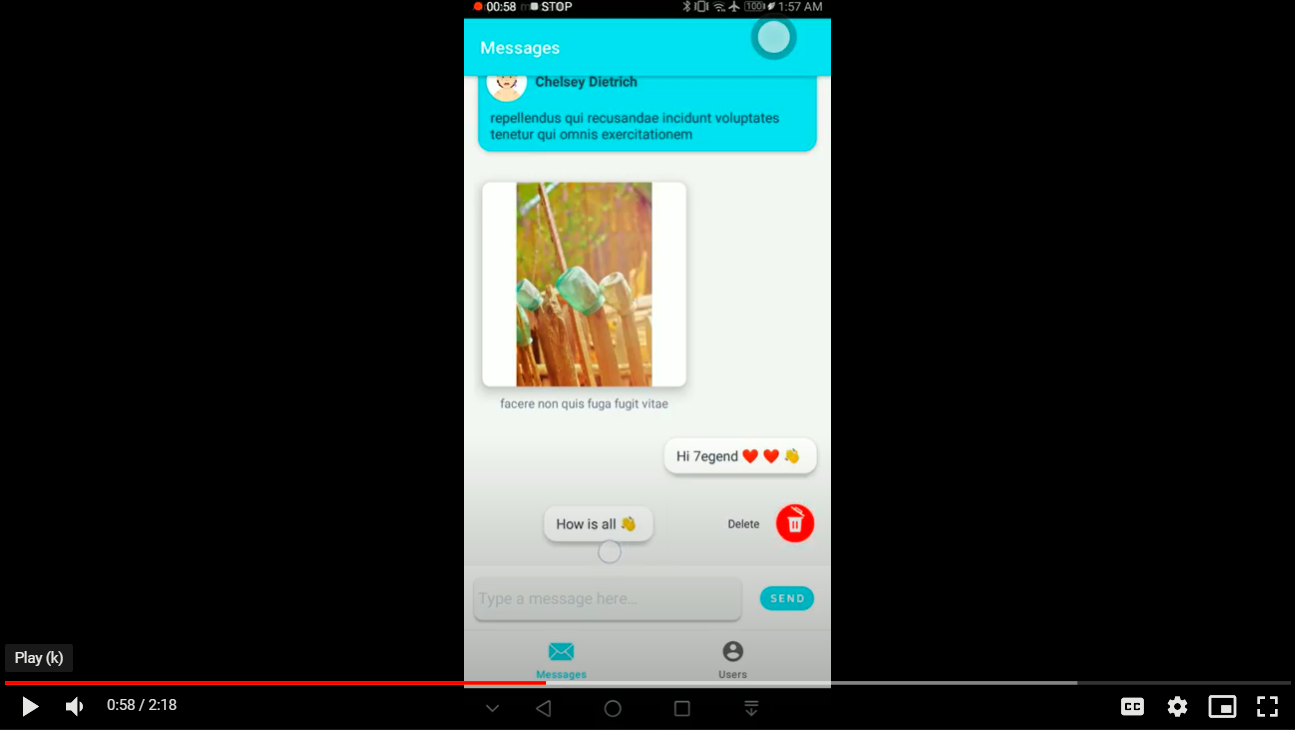 00:58 STOP
100 1:57 AM
Messages
Chelsey Dietrich
repellendus qui recusandae incidunt voluptates
tenetur qui omnis exercitationem
facere non quis fuga fugit vitae
Hi 7egend ❤️ ❤️ 👋
How is all 👋
Delete
Type a message here...
SEND
Messages
Users
Play (k)
0:58 / 2:18
CC